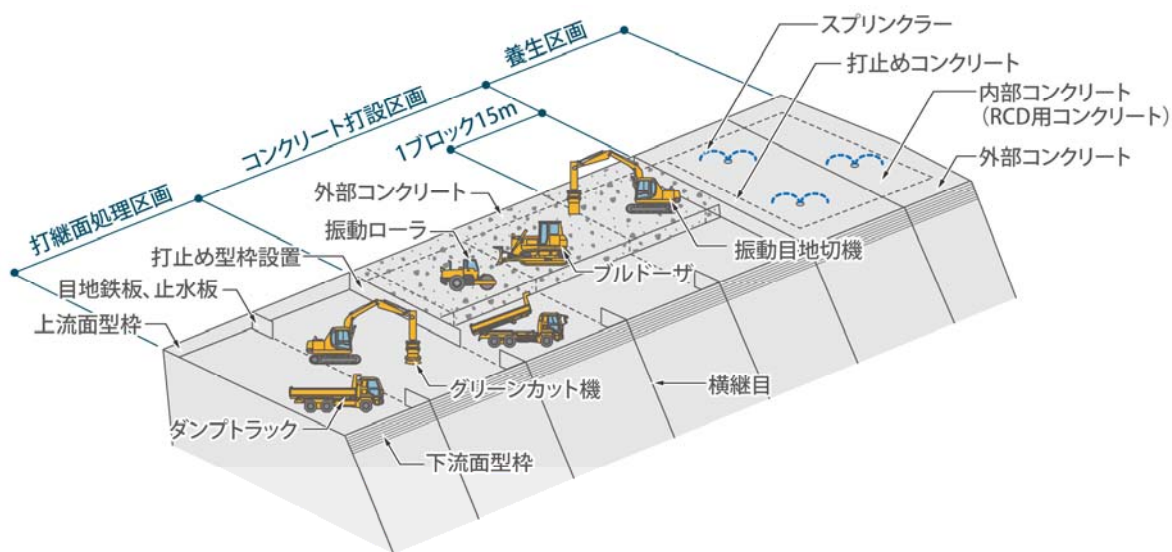 養生区画
スプリンクラー
打止めコンクリート
内部コンクリート
（RCD用コンクリート）
外部コンクリート
コンクリート打設区画
1ブロック15m
外部コンクリート
打継面処理区画
振動ローラ
打止め型枠設置
目地鉄板、止水板
上流面型枠
振動目地切機
ブルドーザ
グリーンカット機
横継目
ダンプトラック
下流面型枠